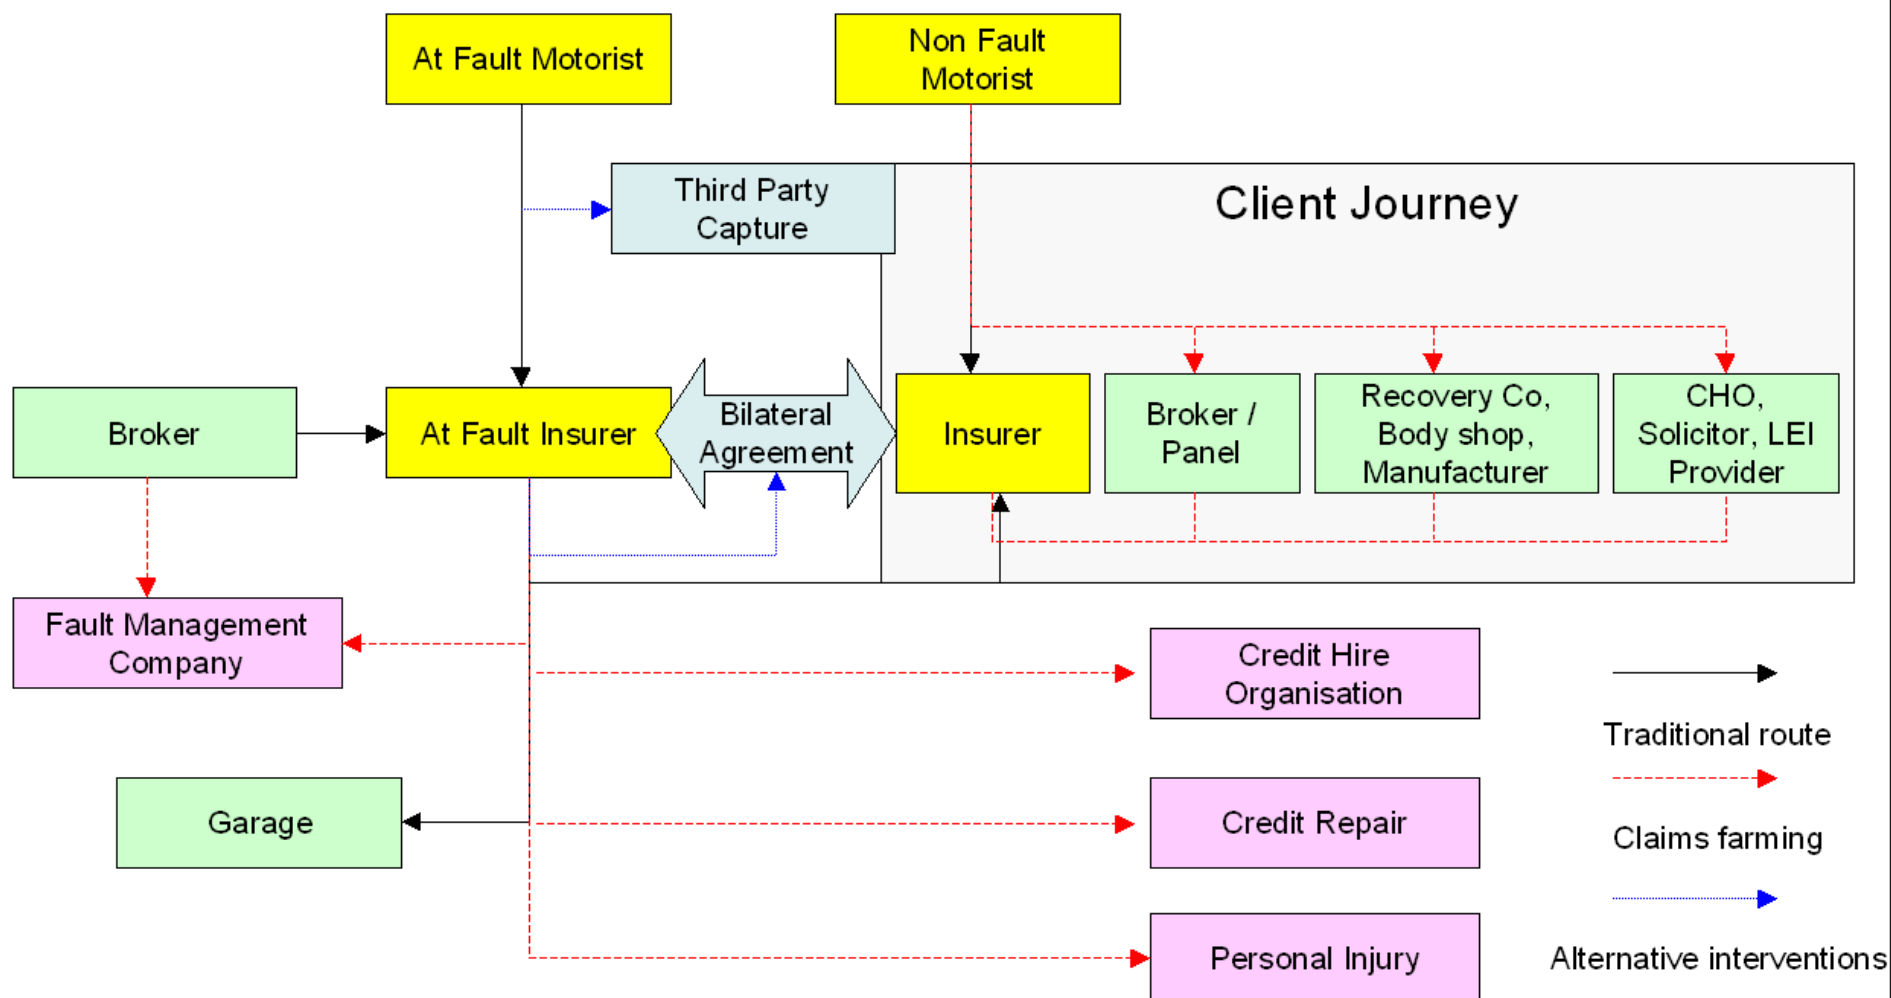 At Fault Motorist
Non Fault
Motorist
Third Party
Capture
Client Journey
Broker
At Fault Insurer
Bilateral
Agreement
Insurer
Broker /
Panel
Recovery Co,
Body shop,
Manufacturer
CHO,
Solicitor, LEI
Provider
Fault Management
Company
Credit Hire
Organisation
Traditional route
Garage
Credit Repair
Claims farming
Personal Injury
Alternative interventions